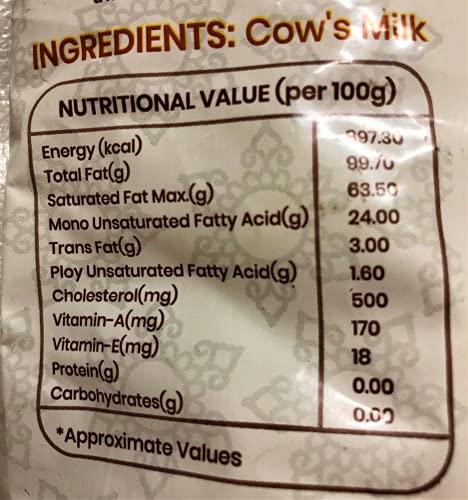 INGREDIENTS: Cow's Milk
NUTRITIONAL VALUE (per 100g)
Energy (kcal) 897.30
Total Fat(g) 99.70
Saturated Fat Max.(g) 63.50
Mono Unsaturated Fatty Acid(g) 24.00
Trans Fat(g) 3.00
Ploy Unsaturated Fatty Acid(g) 1.60
Cholesterol(mg) 500
Vitamin-A(mg) 170
Vitamin-E(mg) 18
Protein(g) 0.00
Carbohydrates(g) 0.00
*Approximate Values